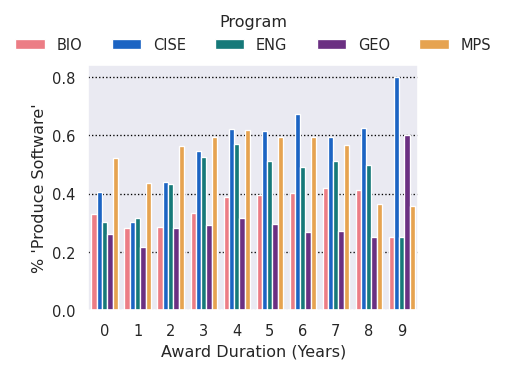 Program
BIO CISE ENG GEO MPS
% 'Produce Software'
0.8
0.6
0.4
0.2
0.0
0 1 2 3 4 5 6 7 8 9
Award Duration (Years)